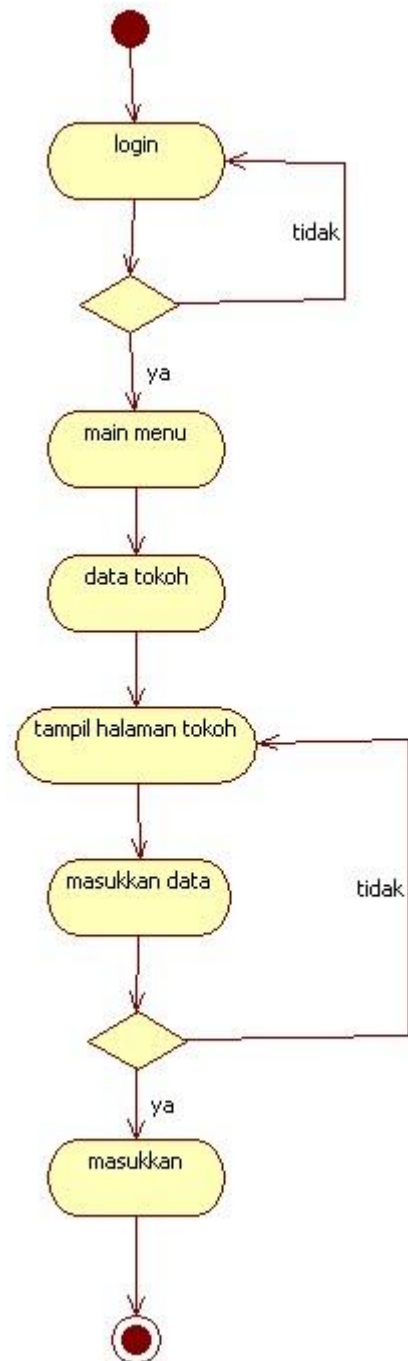 login
tidak
ya
main menu
data tokoh
tampil halaman tokoh
masukkan data
tidak
ya
masukkan